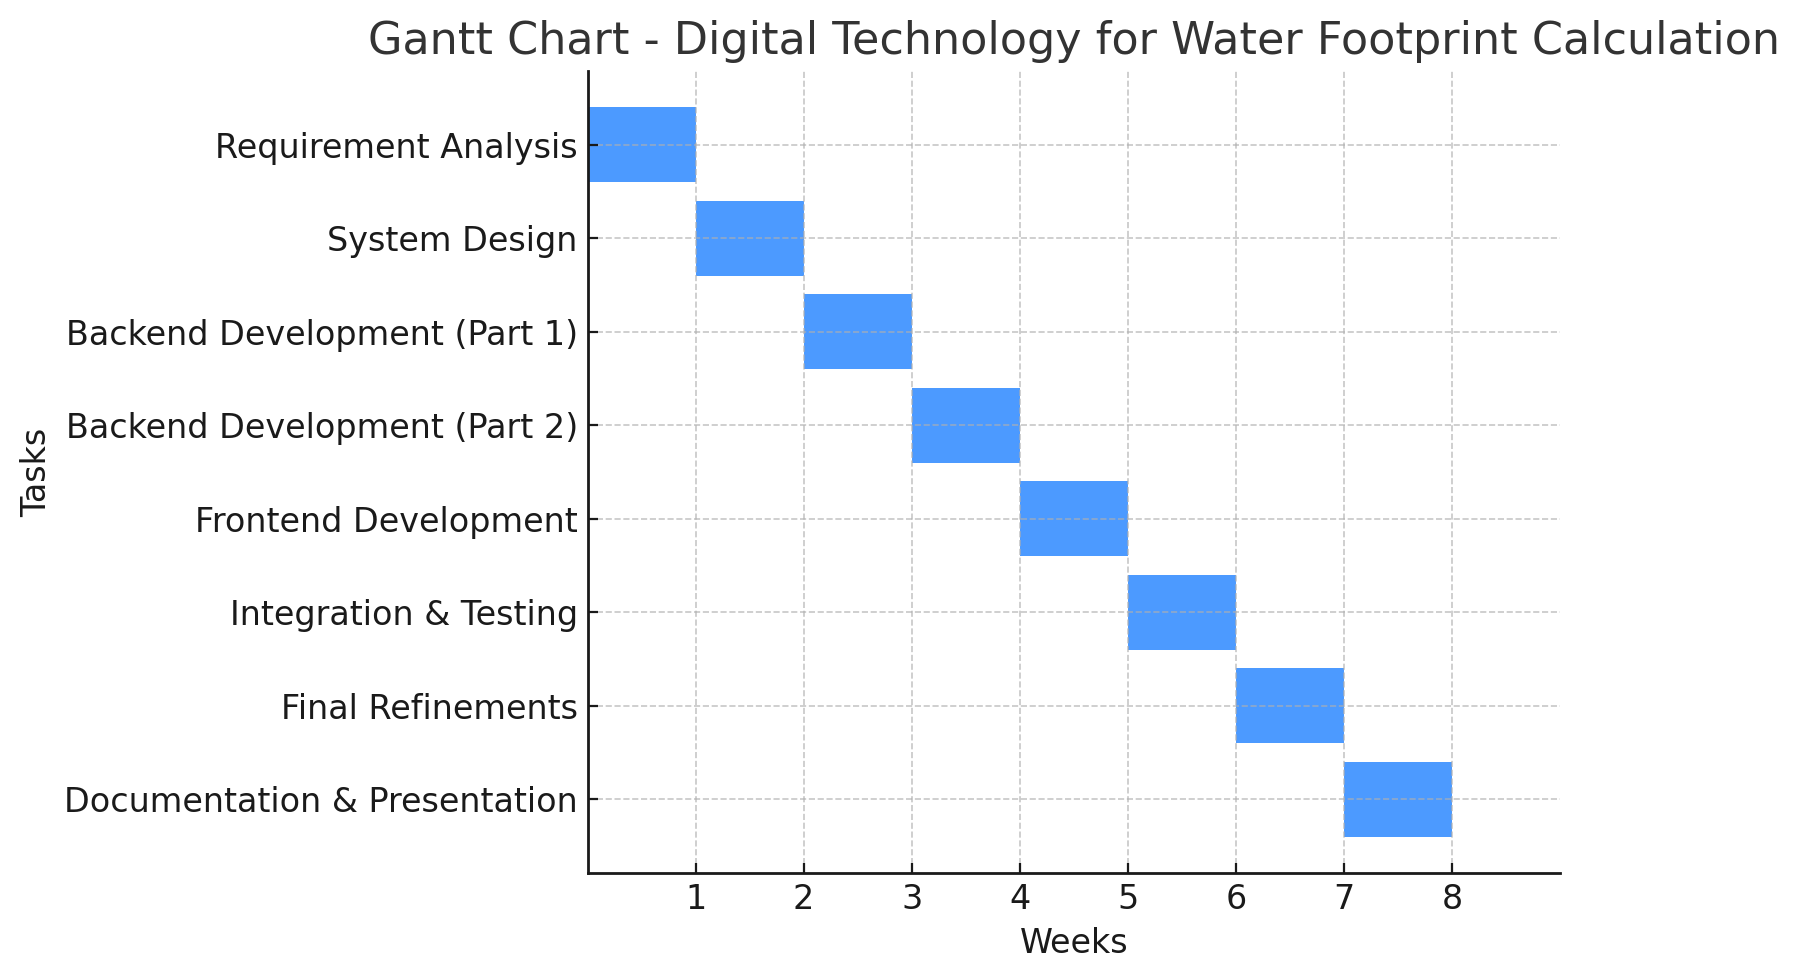 Gantt Chart - Digital Technology for Water Footprint Calculation
Requirement Analysis
System Design
Backend Development (Part 1)
Backend Development (Part 2)
Frontend Development
Integration & Testing
Final Refinements
Documentation & Presentation
Tasks
1 2 3 4 5 6 7 8
Weeks